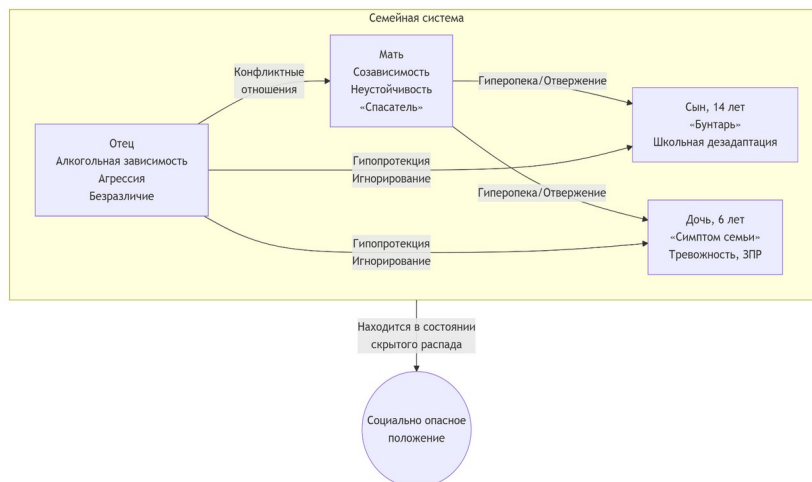 Семейная система
Мать
Созависимость
Неустойчивость
«Спасатель»
Конфликтные
отношения
Гиперопека/Отвержение
Сын, 14 лет
«Бунтарь»
Школьная дезадаптация
Отец
Алкогольная зависимость
Агрессия
Безразличие
Гипопротекция
Игнорирование
Гиперопека/Отвержение
Дочь, 6 лет
«Симптом семьи»
Тревожность, ЗПР
Гипопротекция
Игнорирование
Находится в состоянии
скрытого распада
Социально опасное
положение